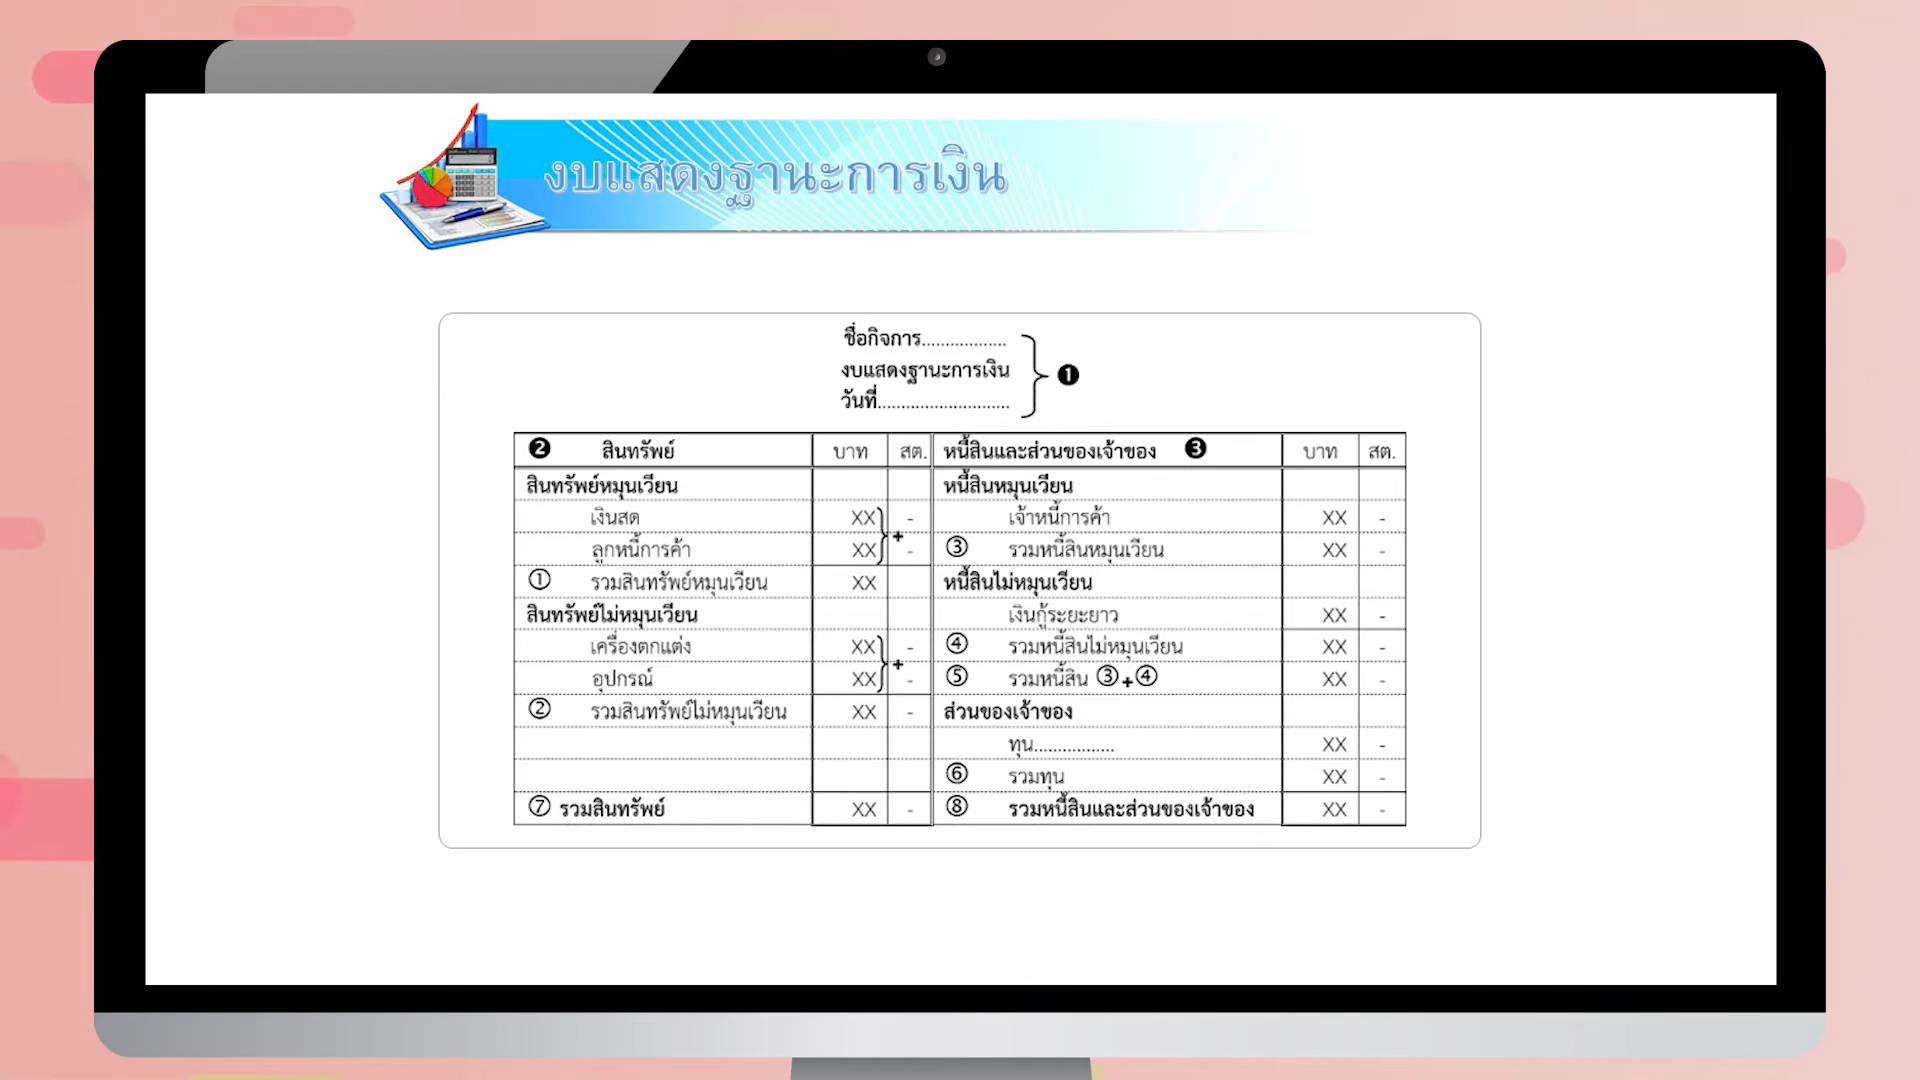 งบแสดงฐานะการเงิน
ชื่อกิจการ..................
งบแสดงฐานะการเงิน
วันที่............................
❶
❷ สินทรัพย์ บาท สต. หนี้สินและส่วนของเจ้าของ ❸ บาท สต.
สินทรัพย์หมุนเวียน หนี้สินหมุนเวียน
เงินสด XX - เจ้าหนี้การค้า XX -
+
ลูกหนี้การค้า XX - ③ รวมหนี้สินหมุนเวียน XX -
① รวมสินทรัพย์หมุนเวียน XX หนี้สินไม่หมุนเวียน
สินทรัพย์ไม่หมุนเวียน เงินกู้ระยะยาว XX -
เครื่องตกแต่ง XX - ④ รวมหนี้สินไม่หมุนเวียน XX -
+
อุปกรณ์ XX - ⑤ รวมหนี้สิน ③+④ XX -
② รวมสินทรัพย์ไม่หมุนเวียน XX - ส่วนของเจ้าของ
ทุน................. XX -
⑥ รวมทุน XX -
⑦ รวมสินทรัพย์ XX - ⑧ รวมหนี้สินและส่วนของเจ้าของ XX -